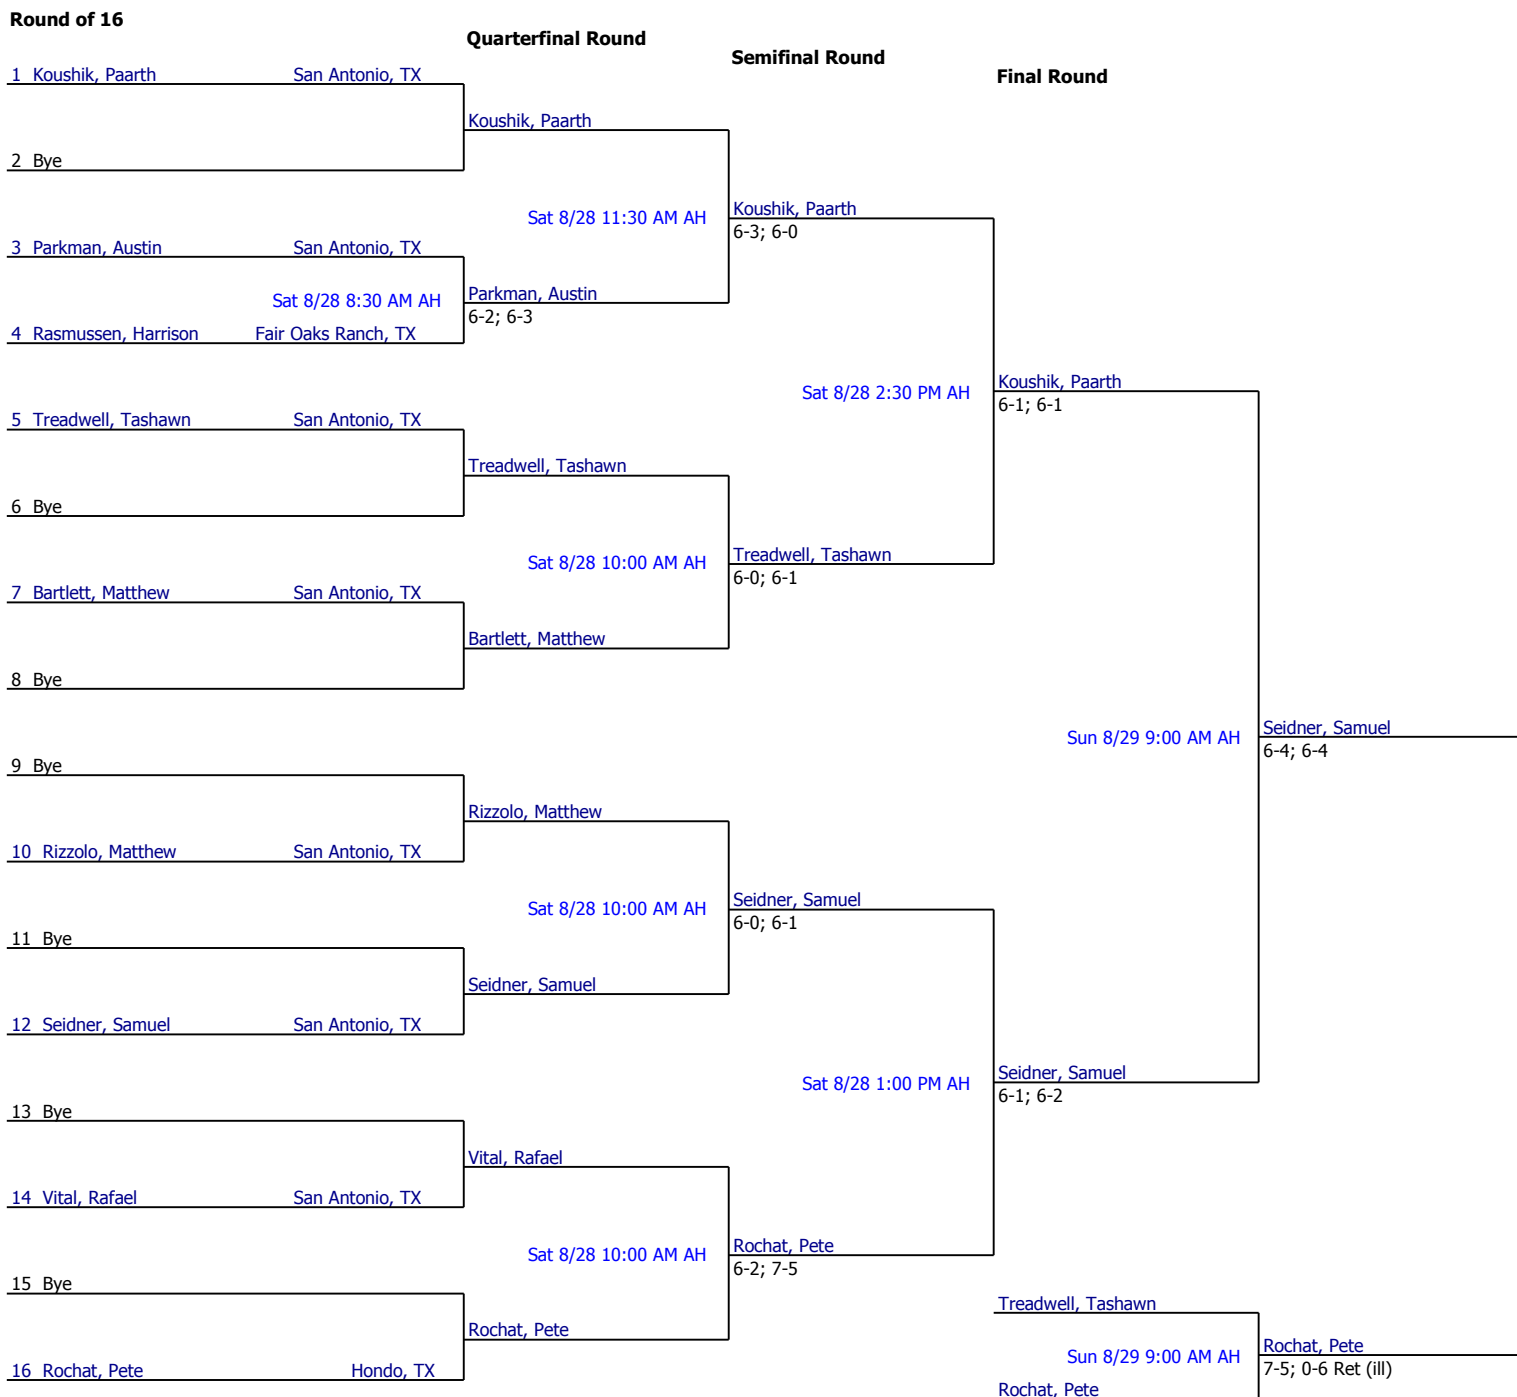 Round of 16
Quarterfinal Round
Semifinal Round
Final Round
1 Koushik, Paarth San Antonio, TX
Koushik, Paarth
2 Bye
Sat 8/28 11:30 AM AH
Koushik, Paarth
6-3; 6-0
3 Parkman, Austin San Antonio, TX
Sat 8/28 8:30 AM AH
Parkman, Austin
6-2; 6-3
4 Rasmussen, Harrison Fair Oaks Ranch, TX
Sat 8/28 2:30 PM AH
Koushik, Paarth
6-1; 6-1
5 Treadwell, Tashawn San Antonio, TX
Treadwell, Tashawn
6 Bye
Sat 8/28 10:00 AM AH
Treadwell, Tashawn
6-0; 6-1
7 Bartlett, Matthew San Antonio, TX
Bartlett, Matthew
8 Bye
Sun 8/29 9:00 AM AH
Seidner, Samuel
6-4; 6-4
9 Bye
Rizzolo, Matthew
10 Rizzolo, Matthew San Antonio, TX
Sat 8/28 10:00 AM AH
Seidner, Samuel
6-0; 6-1
11 Bye
Seidner, Samuel
12 Seidner, Samuel San Antonio, TX
Sat 8/28 1:00 PM AH
Seidner, Samuel
6-1; 6-2
13 Bye
Vital, Rafael
14 Vital, Rafael San Antonio, TX
Sat 8/28 10:00 AM AH
Rochat, Pete
6-2; 7-5
15 Bye
Rochat, Pete
16 Rochat, Pete Hondo, TX
Treadwell, Tashawn
Sun 8/29 9:00 AM AH
Rochat, Pete
7-5; 0-6 Ret (ill)
Rochat, Pete